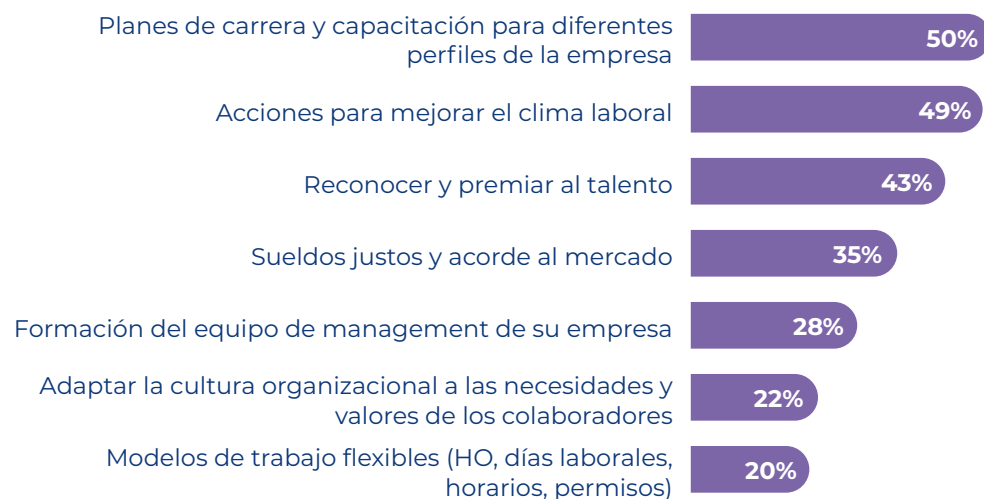 Planes de carrera y capacitación para diferentes
perfiles de la empresa
50%
Acciones para mejorar el clima laboral
49%
Reconocer y premiar al talento
43%
Sueldos justos y acorde al mercado
35%
Formación del equipo de management de su empresa
28%
Adaptar la cultura organizacional a las necesidades y
valores de los colaboradores
22%
Modelos de trabajo flexibles (HO, días laborales,
horarios, permisos)
20%